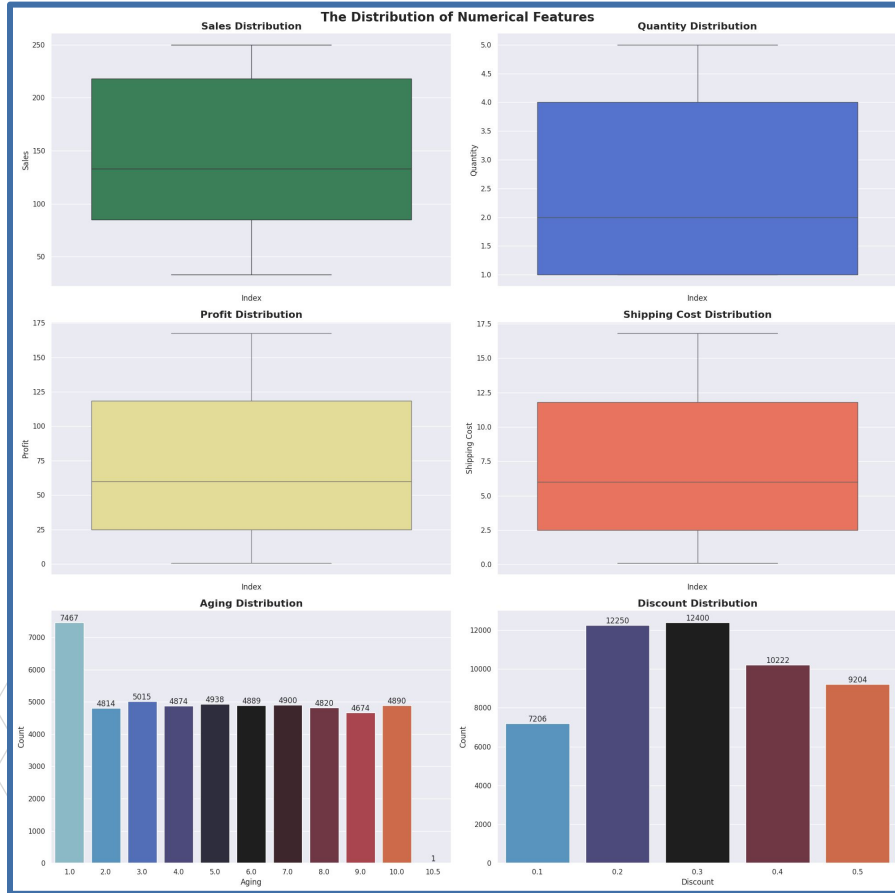 The Distribution of Numerical Features
Sales Distribution
250
200
150
100
50
Sales
Index
Quantity Distribution
5.0
4.5
4.0
3.5
3.0
2.5
2.0
1.5
1.0
Quantity
Index
Profit Distribution
175
150
125
100
75
50
25
0
Profit
Index
Shipping Cost Distribution
17.5
15.0
12.5
10.0
7.5
5.0
2.5
0.0
Shipping Cost
Index
Aging Distribution
7000
6000
5000
4000
3000
2000
1000
0
Count
7467
4814
5015
4874
4938
4889
4900
4820
4674
4890
1
1.0 2.0 3.0 4.0 5.0 6.0 7.0 8.0 9.0 10.0 10.5
Aging
Discount Distribution
12000
10000
8000
6000
4000
2000
0
Count
7206
12250
12400
10222
9204
0.1 0.2 0.3 0.4 0.5
Discount